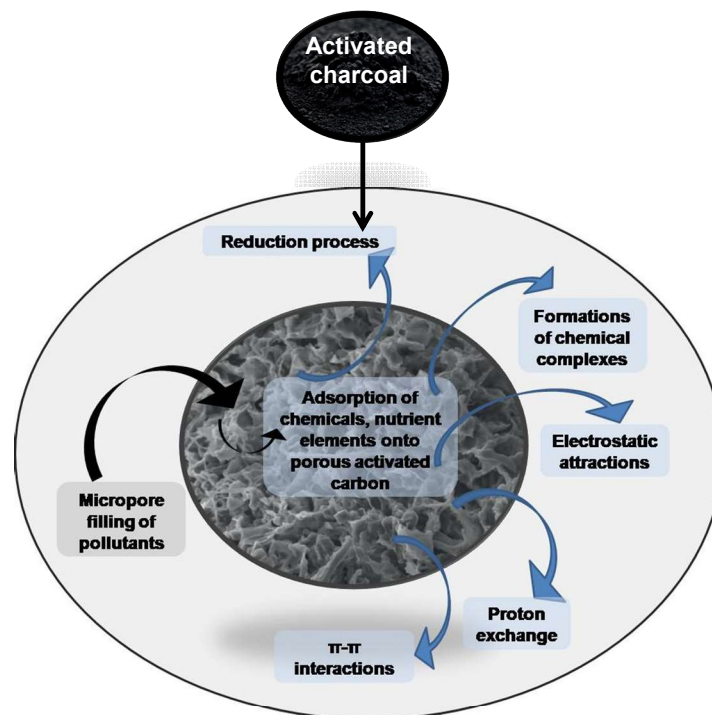 Activated
charcoal
Reduction process
Formations
of chemical
complexes
Adsorption of
chemicals, nutrient
elements onto
porous activated
carbon
Electrostatic
attractions
Micropore
filling of
pollutants
Proton
exchange
π-π
interactions